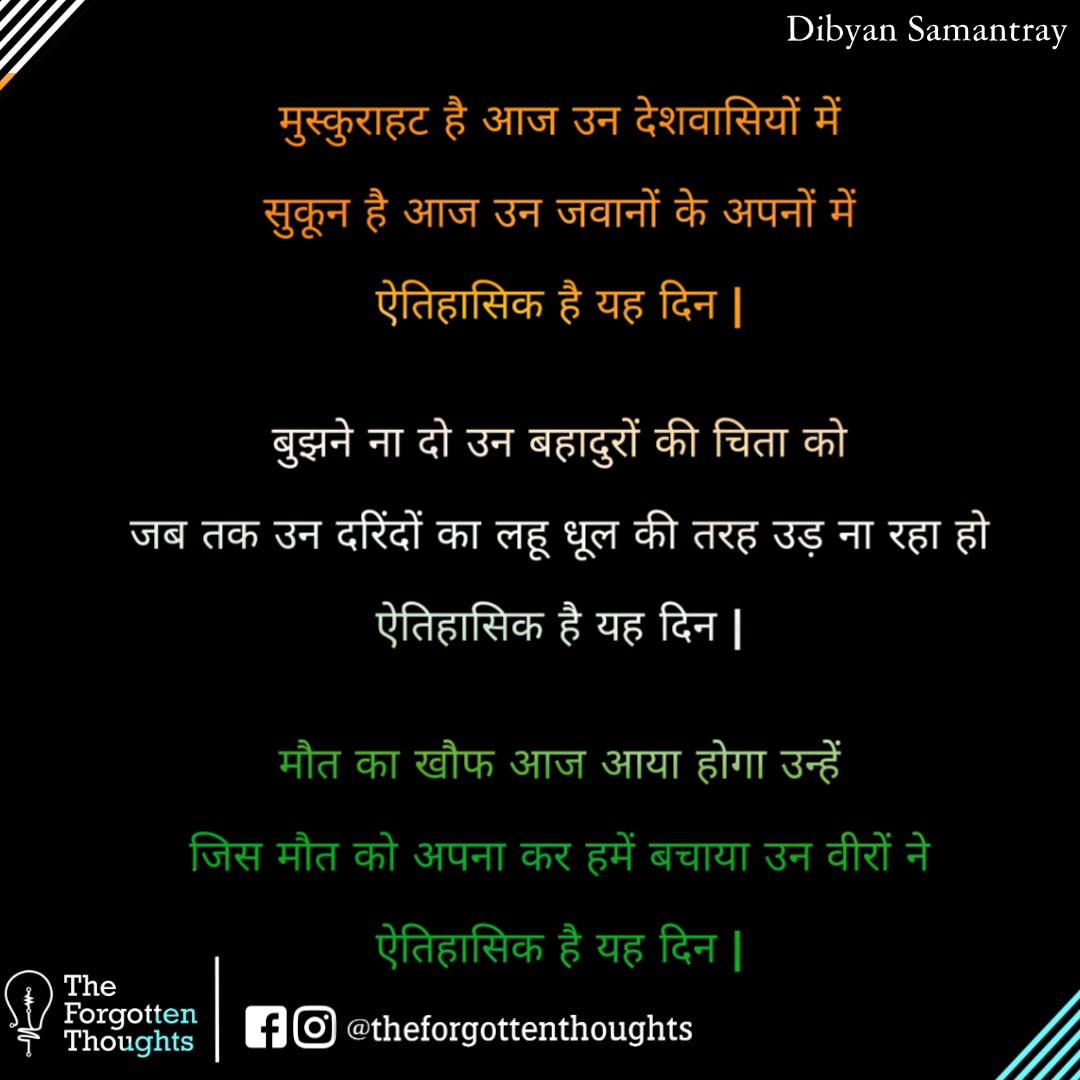 Dibyan Samantray
मुस्कुराहट है आज उन देशवासियों में
सुकून है आज उन जवानों के अपनों में
ऐतिहासिक है यह दिन |
बुझने ना दो उन बहादुरों की चिता को
जब तक उन दरिंदों का लहू धूल की तरह उड़ ना रहा हो
ऐतिहासिक है यह दिन |
मौत का खौफ आज आया होगा उन्हें
जिस मौत को अपना कर हमें बचाया उन वीरों ने
ऐतिहासिक है यह दिन |
The
Forgotten
Thoughts
@theforgottenthoughts